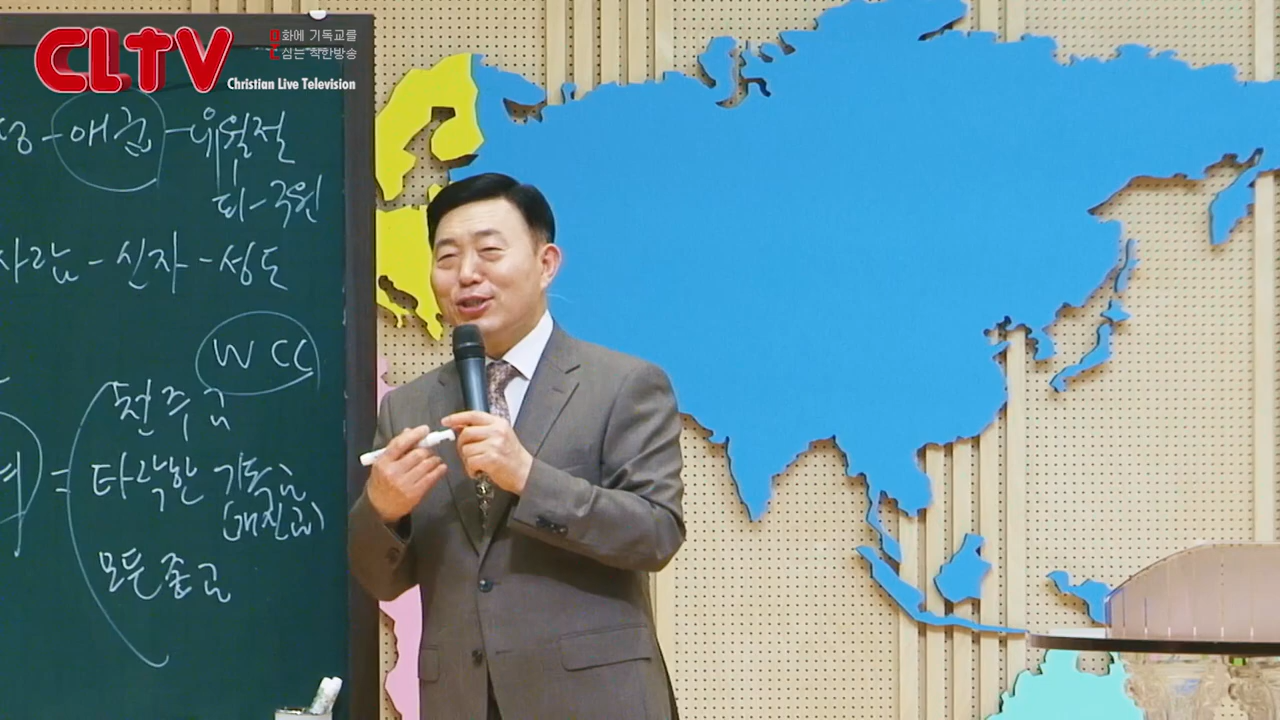 CLTV
문화에 기독교를
심는 착한방송
Christian Live Television
애굽 - 유월절
피 - 구원
사람 - 신자 - 성도
WCC
천주교
= 타락한 기독교
(개신교)
모든 종교